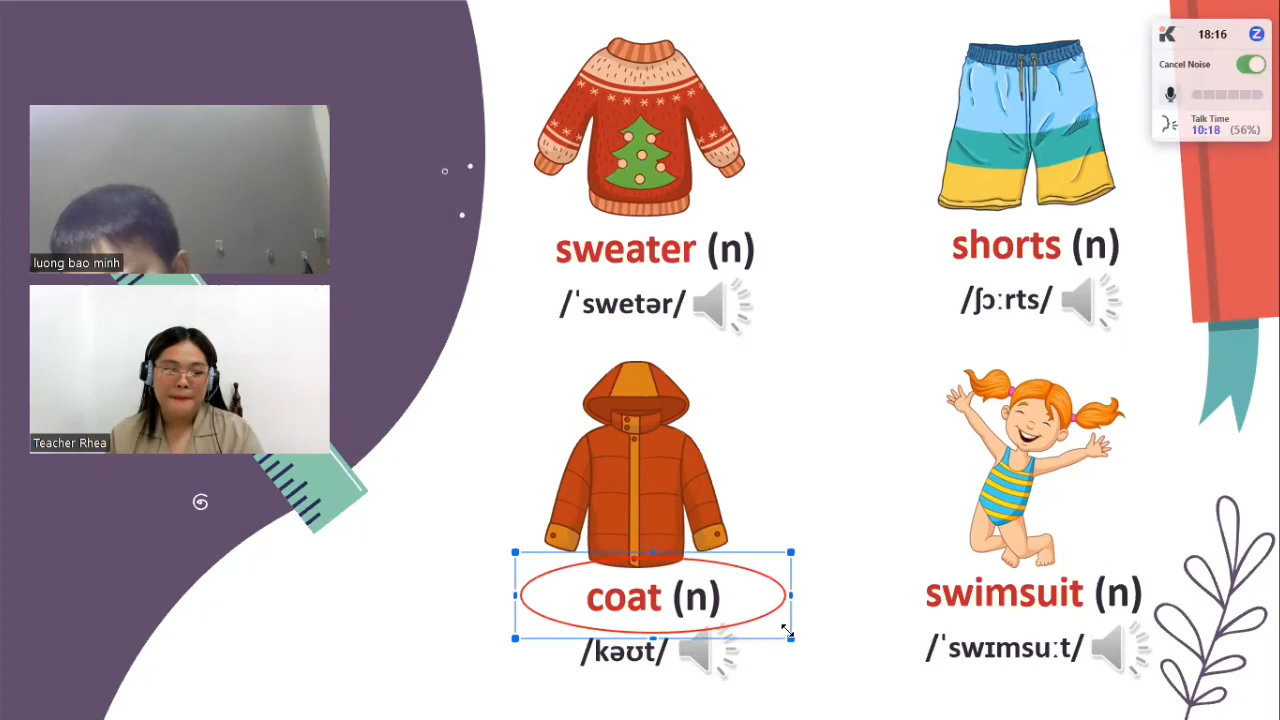 18:16
Cancel Noise
Talk Time
10:18 (56%)
luong bao minh
Teacher Rhea
sweater (n)
/ˈswetər/
shorts (n)
/ʃɔːrts/
coat (n)
/kəʊt/
swimsuit (n)
/ˈswɪmsuːt/